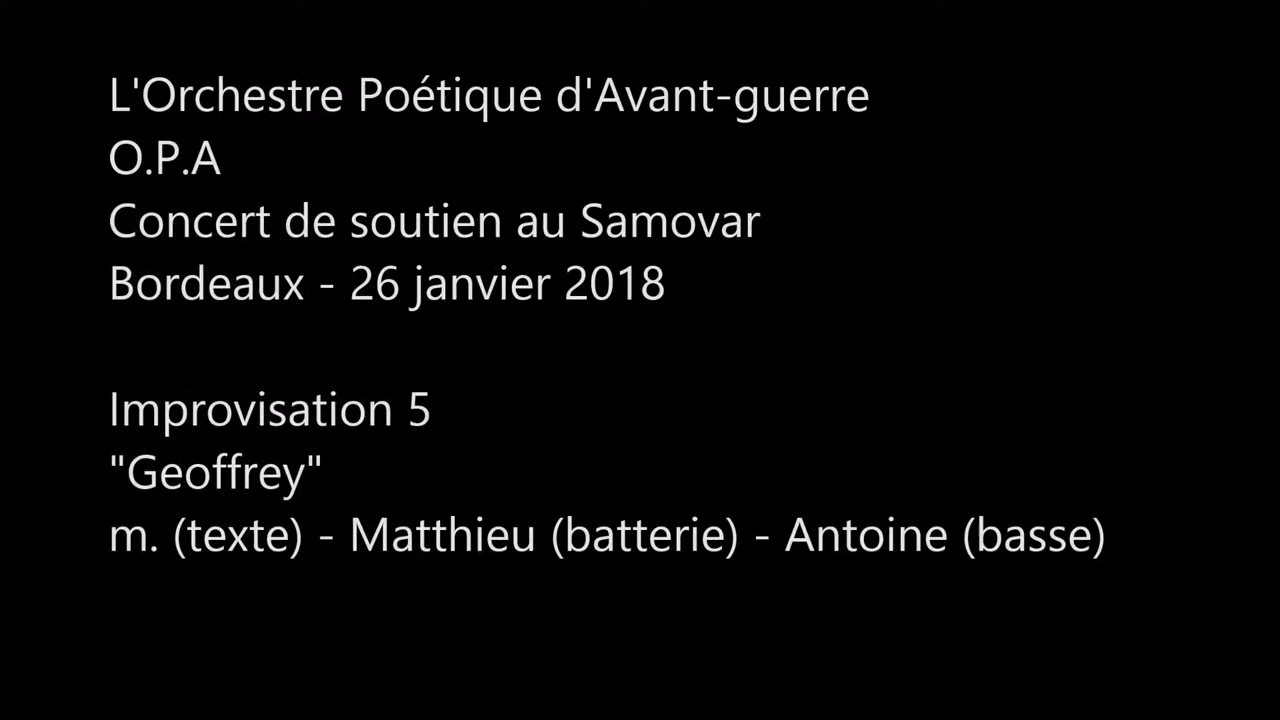 L'Orchestre Poétique d'Avant-guerre
O.P.A
Concert de soutien au Samovar
Bordeaux - 26 janvier 2018
Improvisation 5
"Geoffrey"
m. (texte) - Matthieu (batterie) - Antoine (basse)